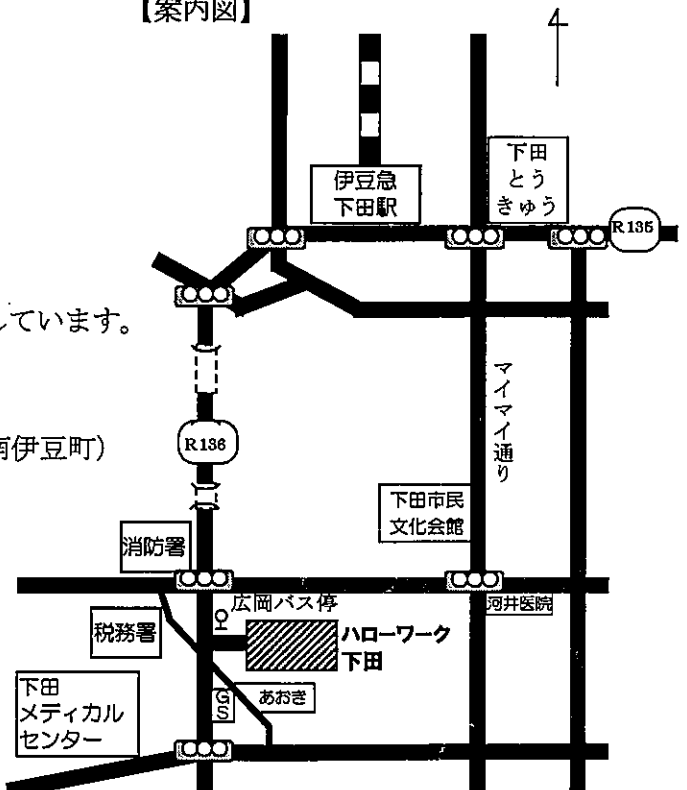 【案内図】
4
伊豆急
下田駅
下田
とう
きゅう
R135
しています。
マイマイ通り
南伊豆町)
R136
下田市民
文化会館
消防署
広岡バス停
河井医院
税務署
ハローワーク
下田
下田
メディカル
センター
GS
あおき